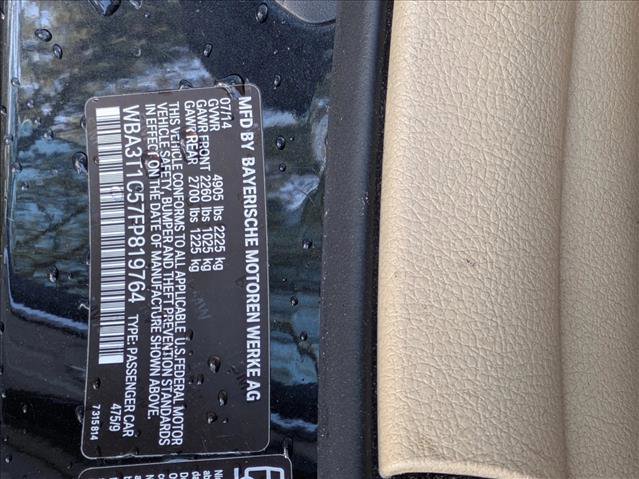 MFD BY BAYERISCHE MOTOREN WERKE AG
07/14
GVWR 4905 lbs 2225 kg
GAWR FRONT 2260 lbs 1025 kg
GAWR REAR 2700 lbs 1225 kg
THIS VEHICLE CONFORMS TO ALL APPLICABLE U.S.FEDERAL MOTOR
VEHICLE SAFETY, BUMPER AND THEFT PREVENTION STANDARDS
IN EFFECT ON THE DATE OF MANUFACTURE SHOWN ABOVE.
WBA3T1C57FP819764 TYPE: PASSENGER CAR
475/9
7315814